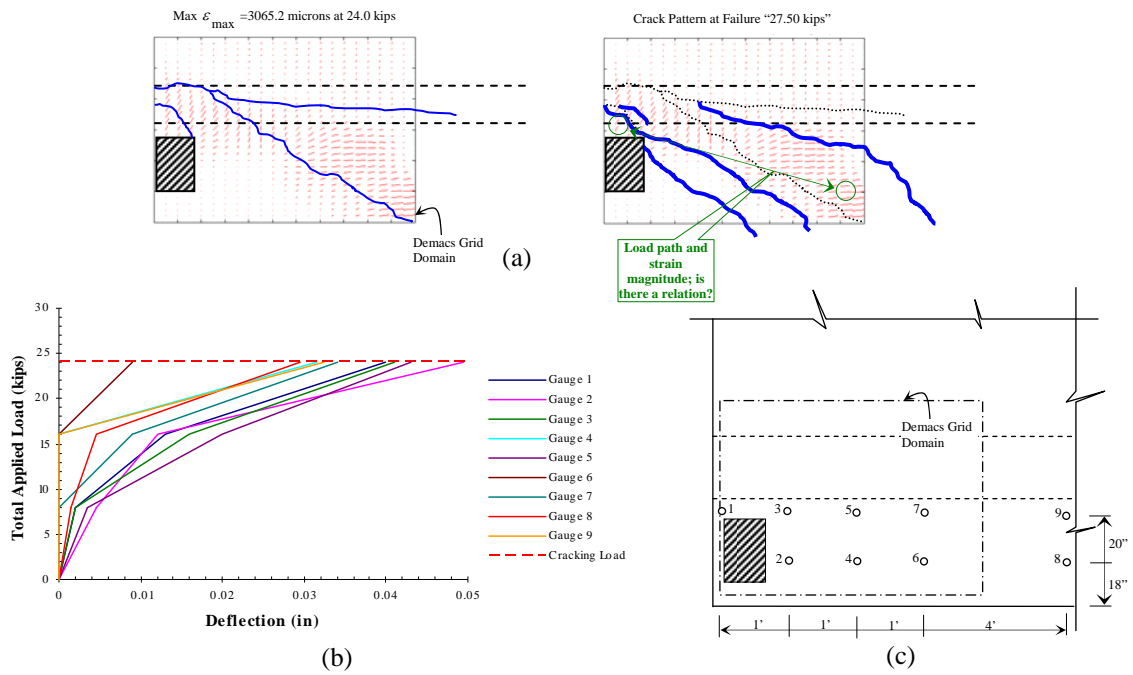 Max ε max =3065.2 microns at 24.0 kips
Demacs Grid
Domain
Crack Pattern at Failure “27.50 kips”
Load path and
strain
magnitude; is
there a relation?
(a)
Total Applied Load (kips)
30
25
20
15
10
5
0
0
0.01
0.02
0.03
0.04
0.05
Deflection (in)
Gauge 1
Gauge 2
Gauge 3
Gauge 4
Gauge 5
Gauge 6
Gauge 7
Gauge 8
Gauge 9
Cracking Load
(b)
Demacs Grid
Domain
1
3
5
7
9
2
4
6
8
20”
18”
1’
1’
1’
4’
(c)